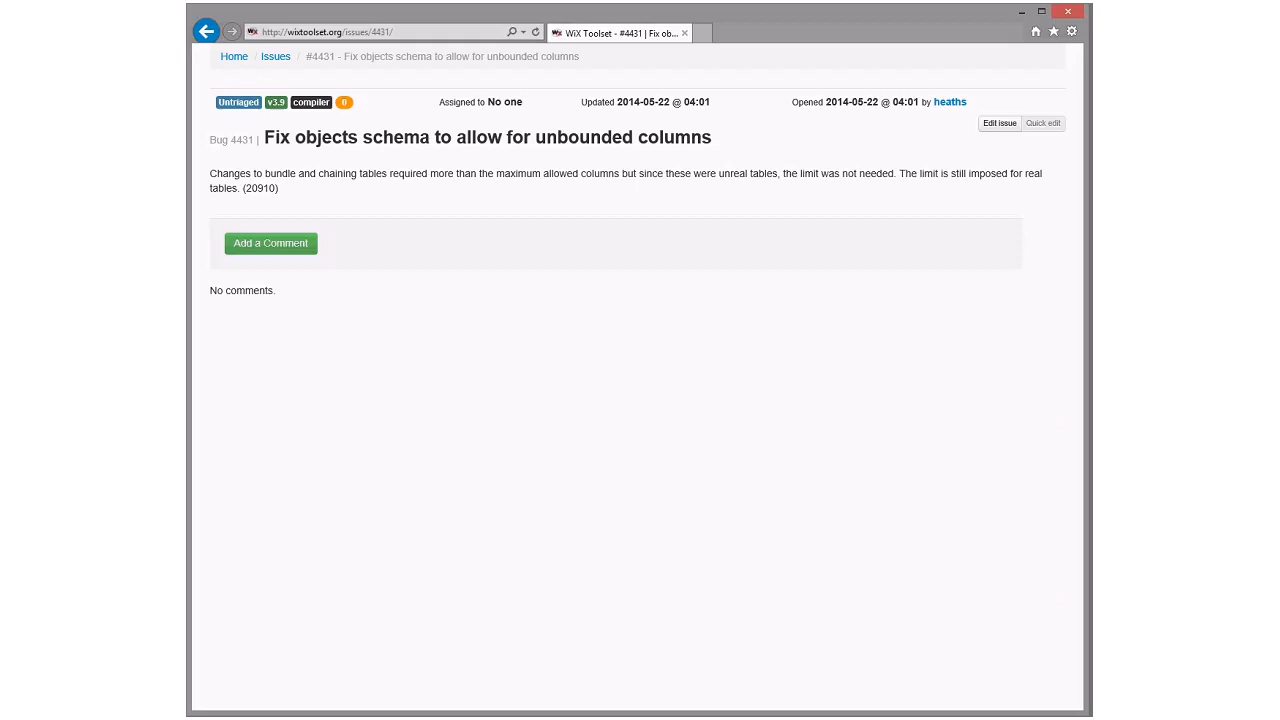 http://wixtoolset.org/issues/4431/
WiX Toolset - #4431 | Fix ob...
Home / Issues / #4431 - Fix objects schema to allow for unbounded columns
Untriaged v3.9 compiler 0 Assigned to No one Updated 2014-05-22 @ 04:01 Opened 2014-05-22 @ 04:01 by heaths
Edit issue Quick edit
Bug 4431 | Fix objects schema to allow for unbounded columns
Changes to bundle and chaining tables required more than the maximum allowed columns but since these were unreal tables, the limit was not needed. The limit is still imposed for real
tables. (20910)
Add a Comment
No comments.